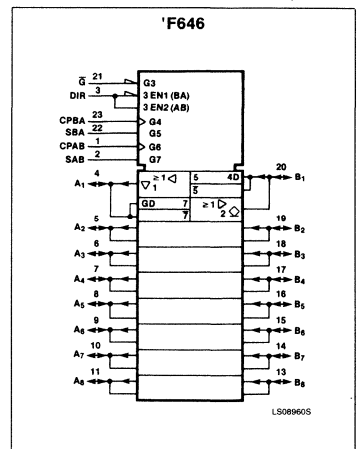 'F646
G̅ 21 G3
DIR 3 3 EN1 (BA)
3 EN2 (AB)
CPBA 23 G4
SBA 22 G5
CPAB 1 G6
SAB 2 G7
A1 4 ≥1 ◁ 5 4D 20 B1
▽ 1 5̅
GD 7 ≥1 ▷
7̅ 2 ◇
A2 5 19 B2
A3 6 18 B3
A4 7 17 B4
A5 8 16 B5
A6 9 15 B6
A7 10 14 B7
A8 11 13 B8
LS08960S